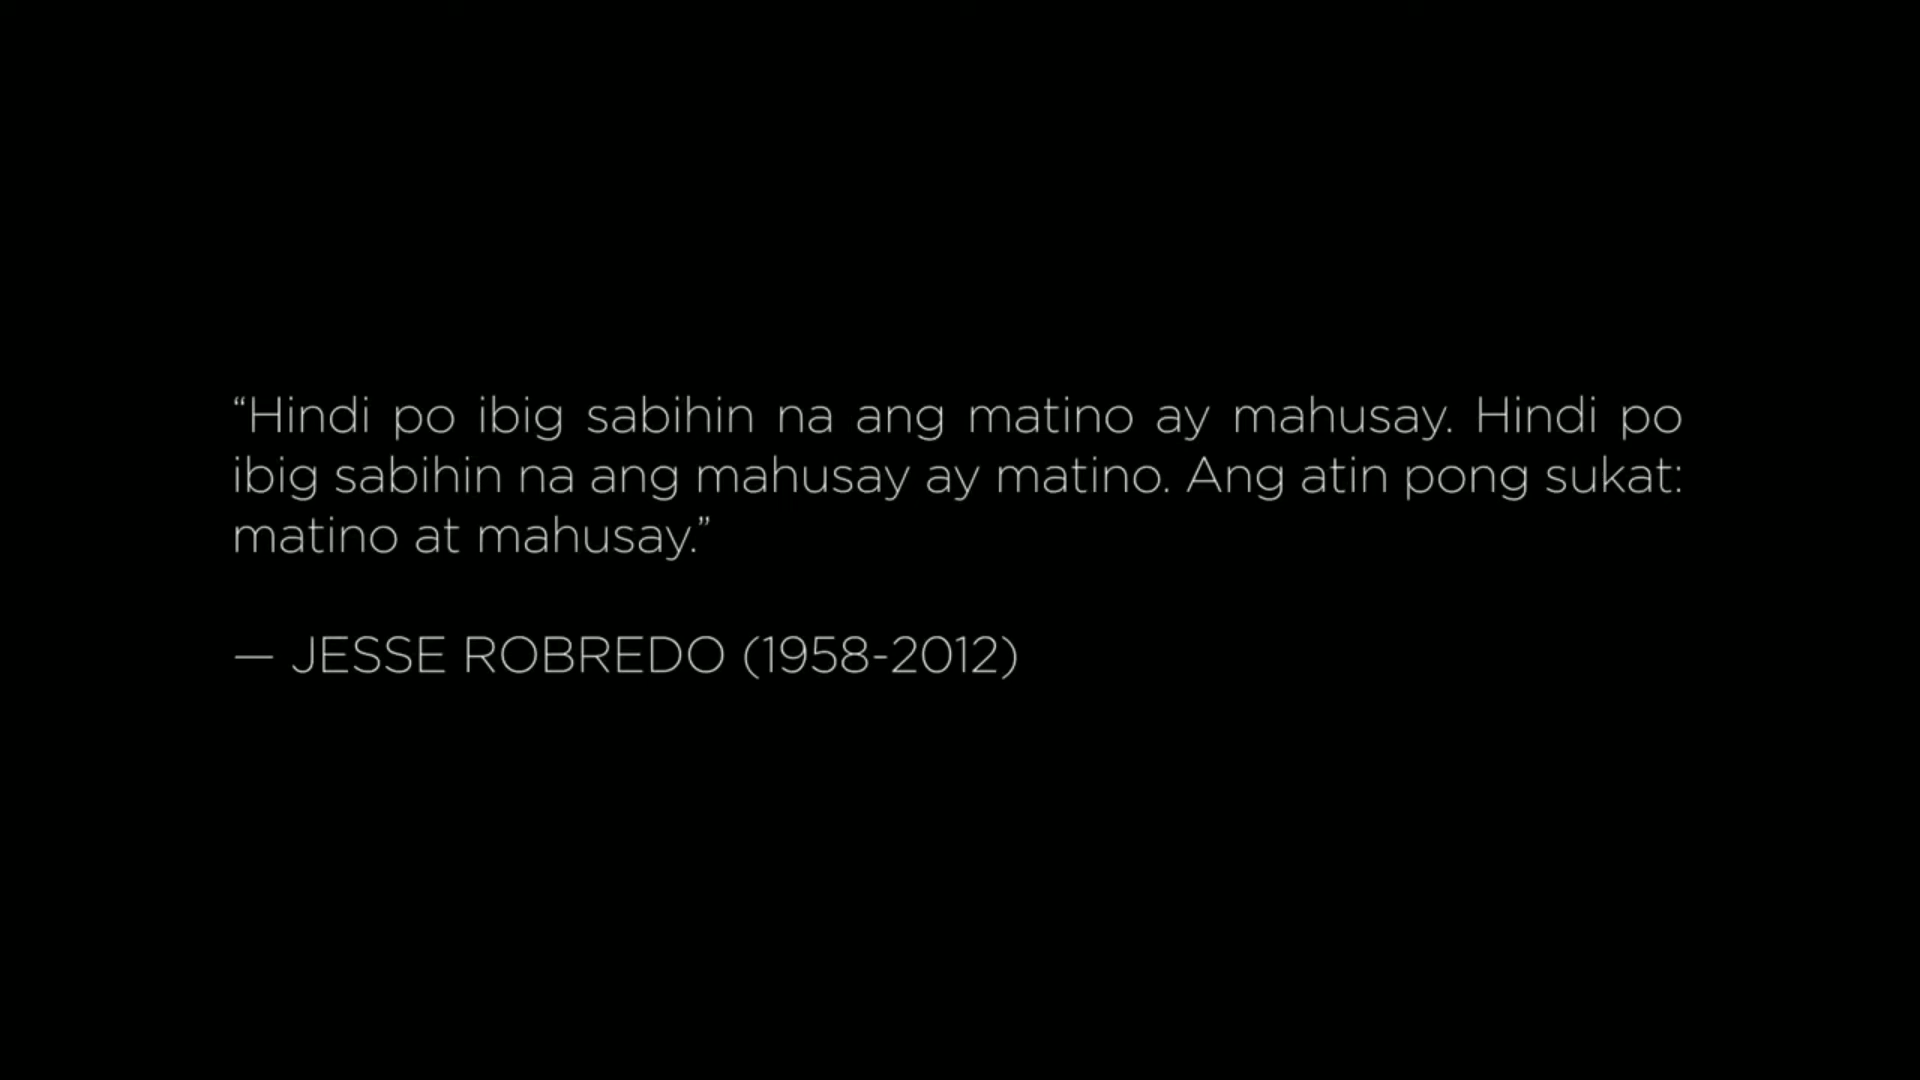 “Hindi po ibig sabihin na ang matino ay mahusay. Hindi po
ibig sabihin na ang mahusay ay matino. Ang atin pong sukat:
matino at mahusay.”
— JESSE ROBREDO (1958-2012)